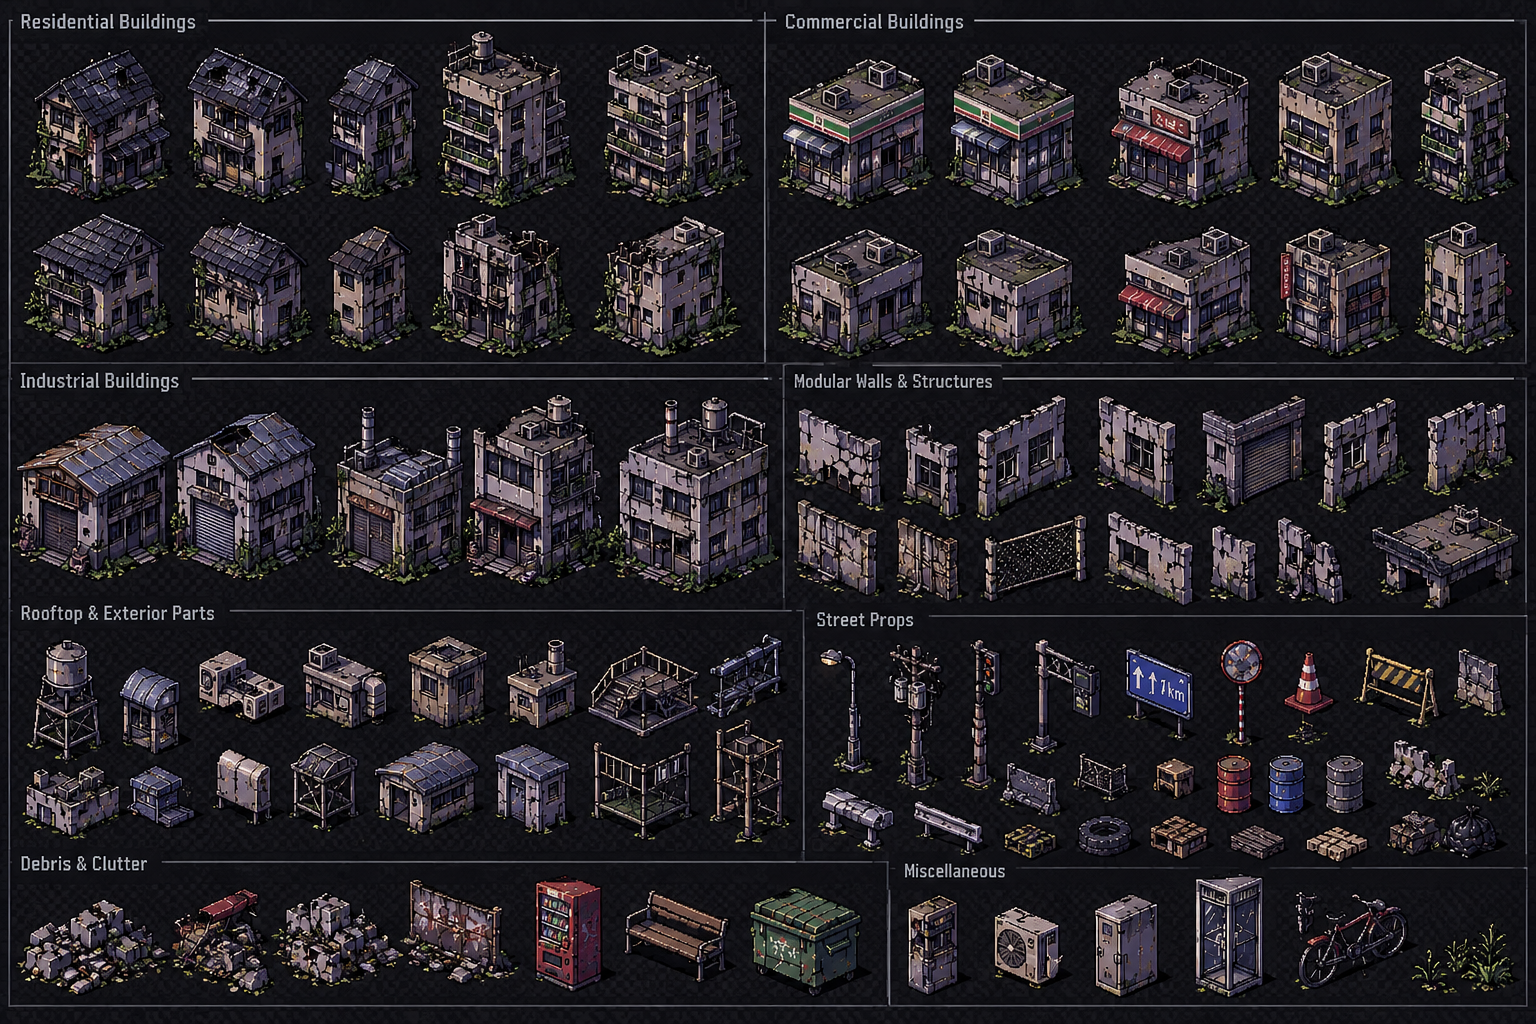 Residential Buildings
Commercial Buildings
Industrial Buildings
Modular Walls & Structures
Rooftop & Exterior Parts
Street Props
7km
Debris & Clutter
Miscellaneous